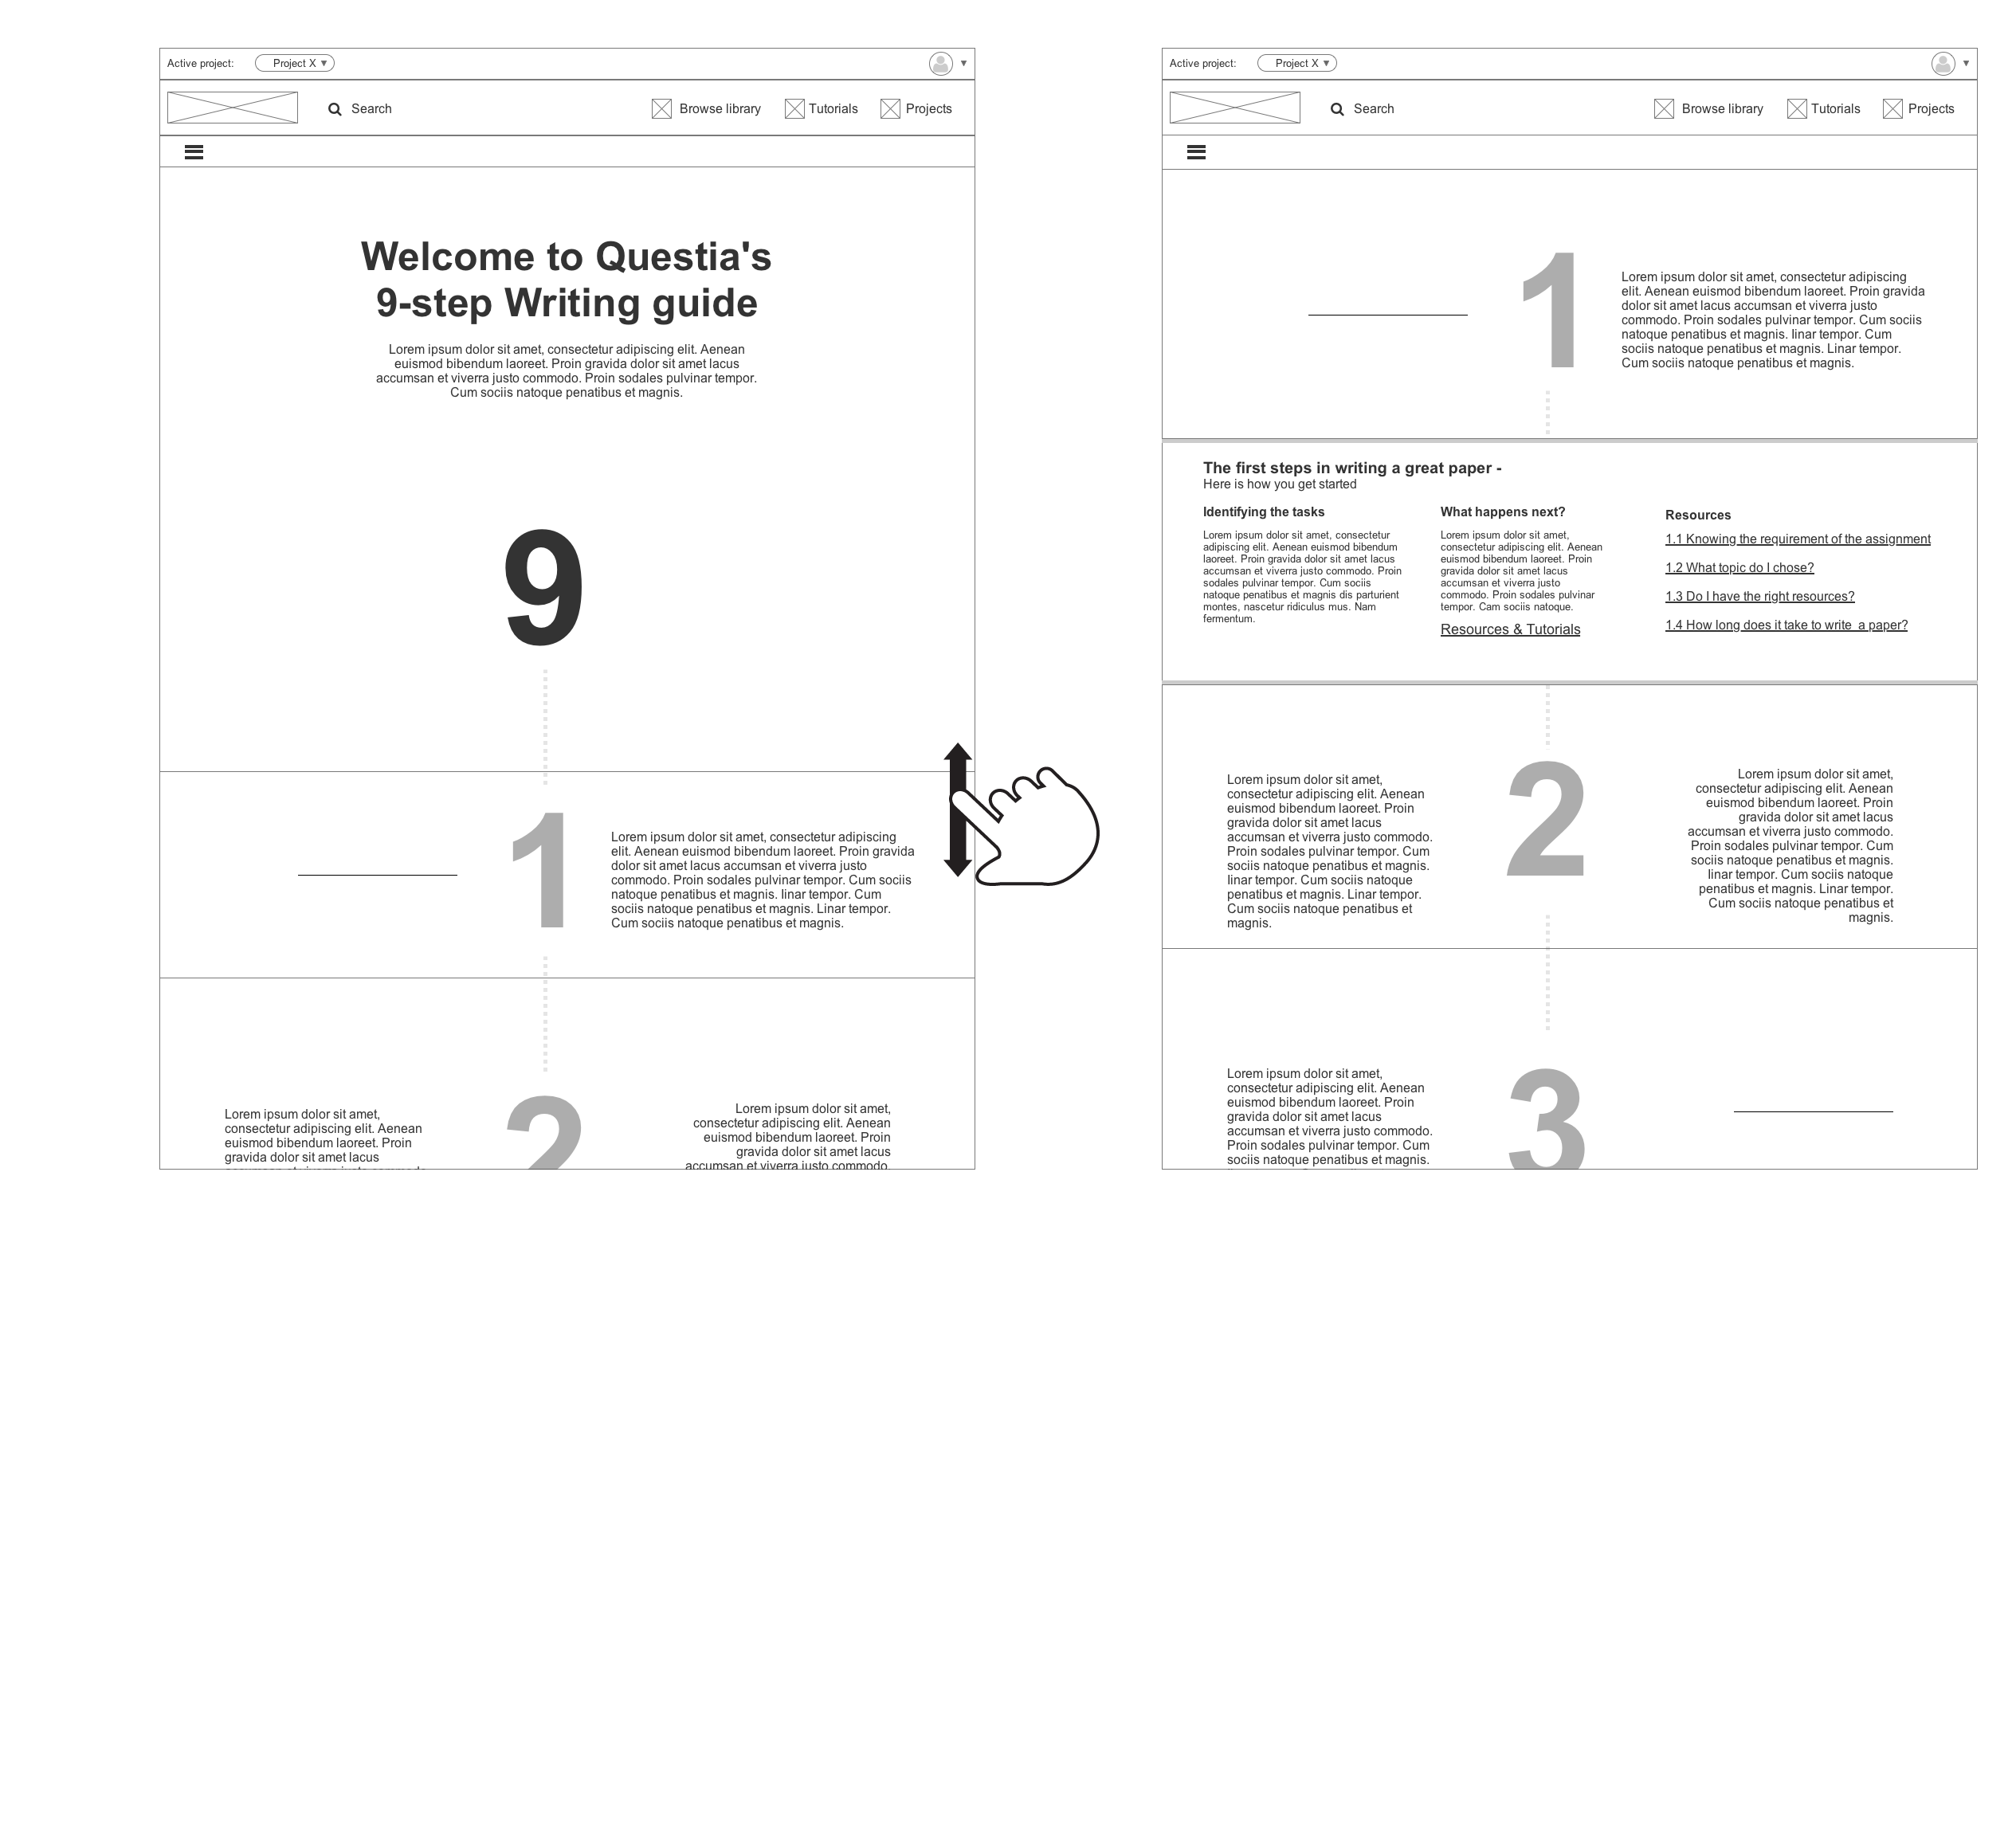 Active project:
Project X ▼
▼
Search
Browse library
Tutorials
Projects
Welcome to Questia's
9-step Writing guide
Lorem ipsum dolor sit amet, consectetur adipiscing elit. Aenean
euismod bibendum laoreet. Proin gravida dolor sit amet lacus
accumsan et viverra justo commodo. Proin sodales pulvinar tempor.
Cum sociis natoque penatibus et magnis.
9
1
Lorem ipsum dolor sit amet, consectetur adipiscing
elit. Aenean euismod bibendum laoreet. Proin gravida
dolor sit amet lacus accumsan et viverra justo
commodo. Proin sodales pulvinar tempor. Cum sociis
natoque penatibus et magnis. linar tempor. Cum
sociis natoque penatibus et magnis. Linar tempor.
Cum sociis natoque penatibus et magnis.
Lorem ipsum dolor sit amet,
consectetur adipiscing elit. Aenean
euismod bibendum laoreet. Proin
gravida dolor sit amet lacus
2
Lorem ipsum dolor sit amet,
consectetur adipiscing elit. Aenean
euismod bibendum laoreet. Proin
gravida dolor sit amet lacus
accumsan et viverra justo commodo.
Active project:
Project X ▼
▼
Search
Browse library
Tutorials
Projects
1
Lorem ipsum dolor sit amet, consectetur adipiscing
elit. Aenean euismod bibendum laoreet. Proin gravida
dolor sit amet lacus accumsan et viverra justo
commodo. Proin sodales pulvinar tempor. Cum sociis
natoque penatibus et magnis. linar tempor. Cum
sociis natoque penatibus et magnis. Linar tempor.
Cum sociis natoque penatibus et magnis.
The first steps in writing a great paper -
Here is how you get started
Identifying the tasks
Lorem ipsum dolor sit amet, consectetur
adipiscing elit. Aenean euismod bibendum
laoreet. Proin gravida dolor sit amet lacus
accumsan et viverra justo commodo. Proin
sodales pulvinar tempor. Cum sociis
natoque penatibus et magnis dis parturient
montes, nascetur ridiculus mus. Nam
fermentum.
What happens next?
Lorem ipsum dolor sit amet,
consectetur adipiscing elit. Aenean
euismod bibendum laoreet. Proin
gravida dolor sit amet lacus
accumsan et viverra justo
commodo. Proin sodales pulvinar
tempor. Cam sociis natoque.
Resources & Tutorials
Resources
1.1 Knowing the requirement of the assignment
1.2 What topic do I chose?
1.3 Do I have the right resources?
1.4 How long does it take to write  a paper?
Lorem ipsum dolor sit amet,
consectetur adipiscing elit. Aenean
euismod bibendum laoreet. Proin
gravida dolor sit amet lacus
accumsan et viverra justo commodo.
Proin sodales pulvinar tempor. Cum
sociis natoque penatibus et magnis.
linar tempor. Cum sociis natoque
penatibus et magnis. Linar tempor.
Cum sociis natoque penatibus et
magnis.
2
Lorem ipsum dolor sit amet,
consectetur adipiscing elit. Aenean
euismod bibendum laoreet. Proin
gravida dolor sit amet lacus
accumsan et viverra justo commodo.
Proin sodales pulvinar tempor. Cum
sociis natoque penatibus et magnis.
linar tempor. Cum sociis natoque
penatibus et magnis. Linar tempor.
Cum sociis natoque penatibus et
magnis.
Lorem ipsum dolor sit amet,
consectetur adipiscing elit. Aenean
euismod bibendum laoreet. Proin
gravida dolor sit amet lacus
accumsan et viverra justo commodo.
Proin sodales pulvinar tempor. Cum
sociis natoque penatibus et magnis.
3